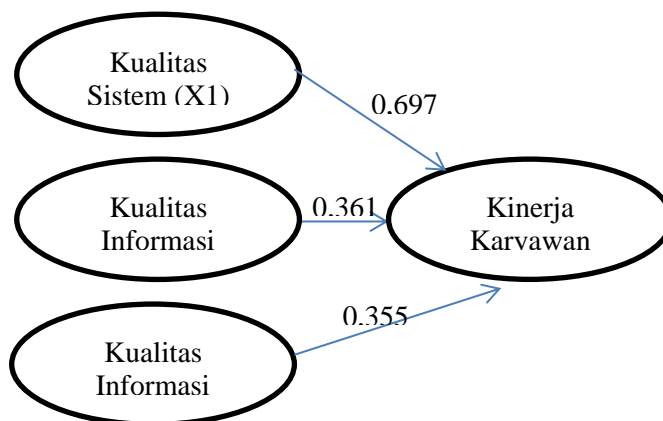 Kualitas
Sistem (X1)
0.697
Kualitas
Informasi
0.361
Kinerja
Karyawan
0.355
Kualitas
Informasi